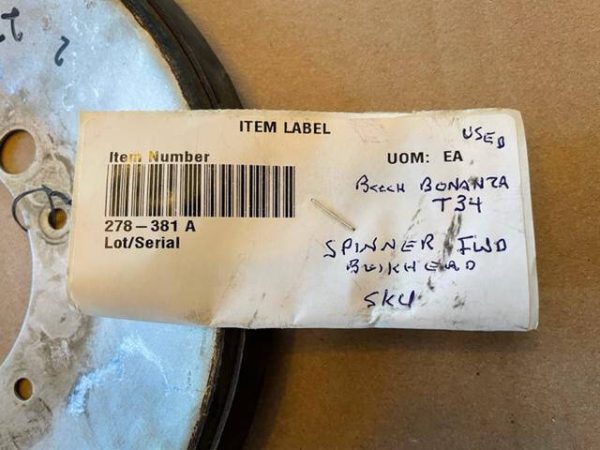 ITEM LABEL
USED
Item Number
UOM: EA
278-381 A
Lot/Serial
BEECH BONANZA
T34
SPINNER FWD
BULKHEAD
SKU